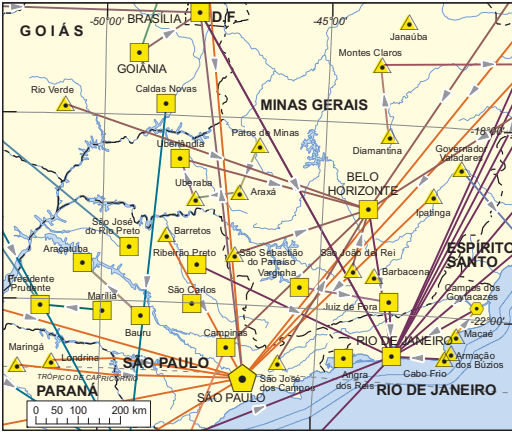 -50°00'
-45°00'
GOIÁS
BRASÍLIA
D.F.
Janaúba
GOIÂNIA
Montes Claros
Rio Verde
Caldas Novas
MINAS GERAIS
-18°00'
Patos de Minas
Uberlândia
Diamantina
Governador
Valadares
Uberaba
Araxá
BELO
HORIZONTE
Ipatinga
São José
do Rio Preto
Barretos
ESPÍRITO
SANTO
Araçatuba
Ribeirão Preto
São Sebastião
do Paraíso
São João del Rei
Varginha
Barbacena
Presidente
Prudente
Marília
São Carlos
Juiz de Fora
Campos dos
Goytacazes
Bauru
-22°00'
Campinas
RIO DE JANEIRO
Macaé
Maringá
Londrina
SÃO PAULO
Armação
dos Búzios
TRÓPICO DE CAPRICÓRNIO
São José
dos Campos
Angra
dos Reis
Cabo Frio
PARANÁ
SÃO PAULO
RIO DE JANEIRO
0 50 100 200 km